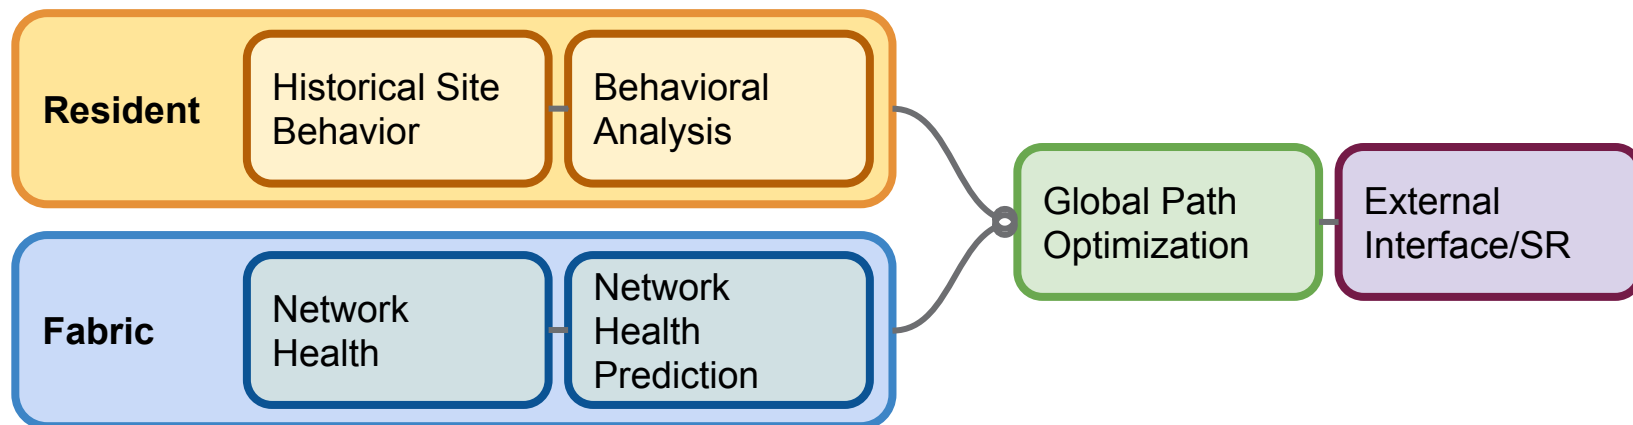 Resident
Historical Site
Behavior
Behavioral
Analysis
Fabric
Network
Health
Network
Health
Prediction
Global Path
Optimization
External
Interface/SR